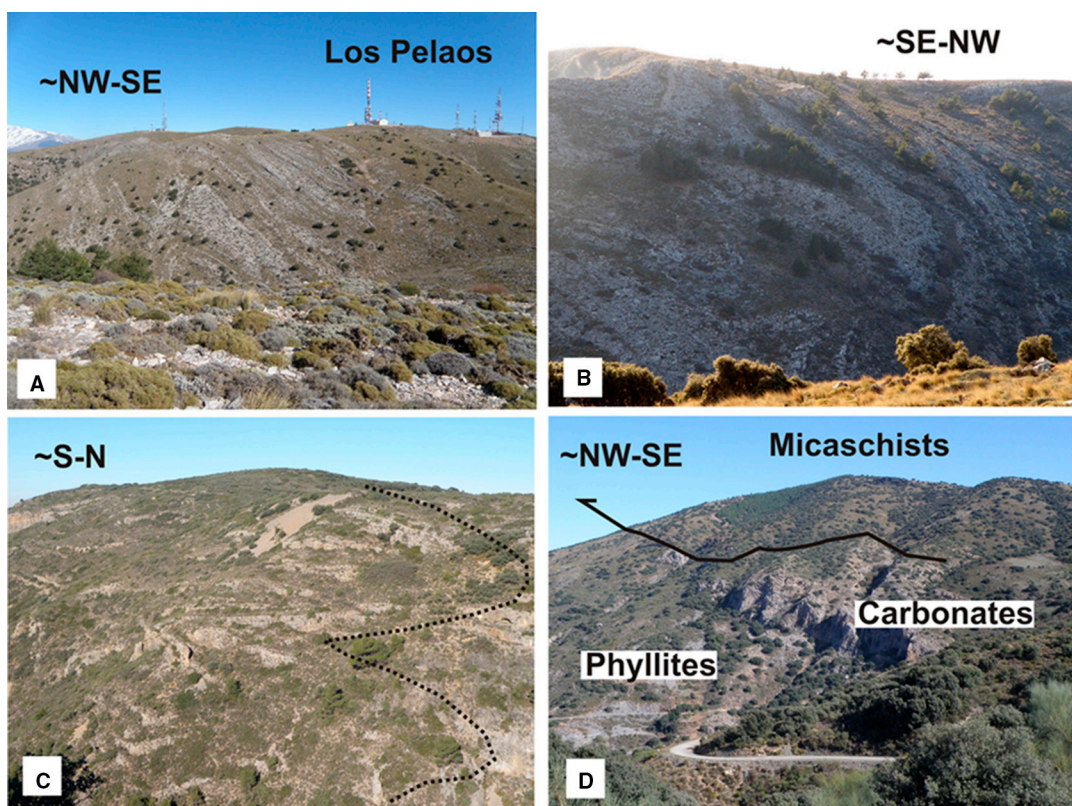 ~NW-SE
Los Pelaos
A
~SE-NW
B
~S-N
C
~NW-SE
Micaschists
Carbonates
Phyllites
D